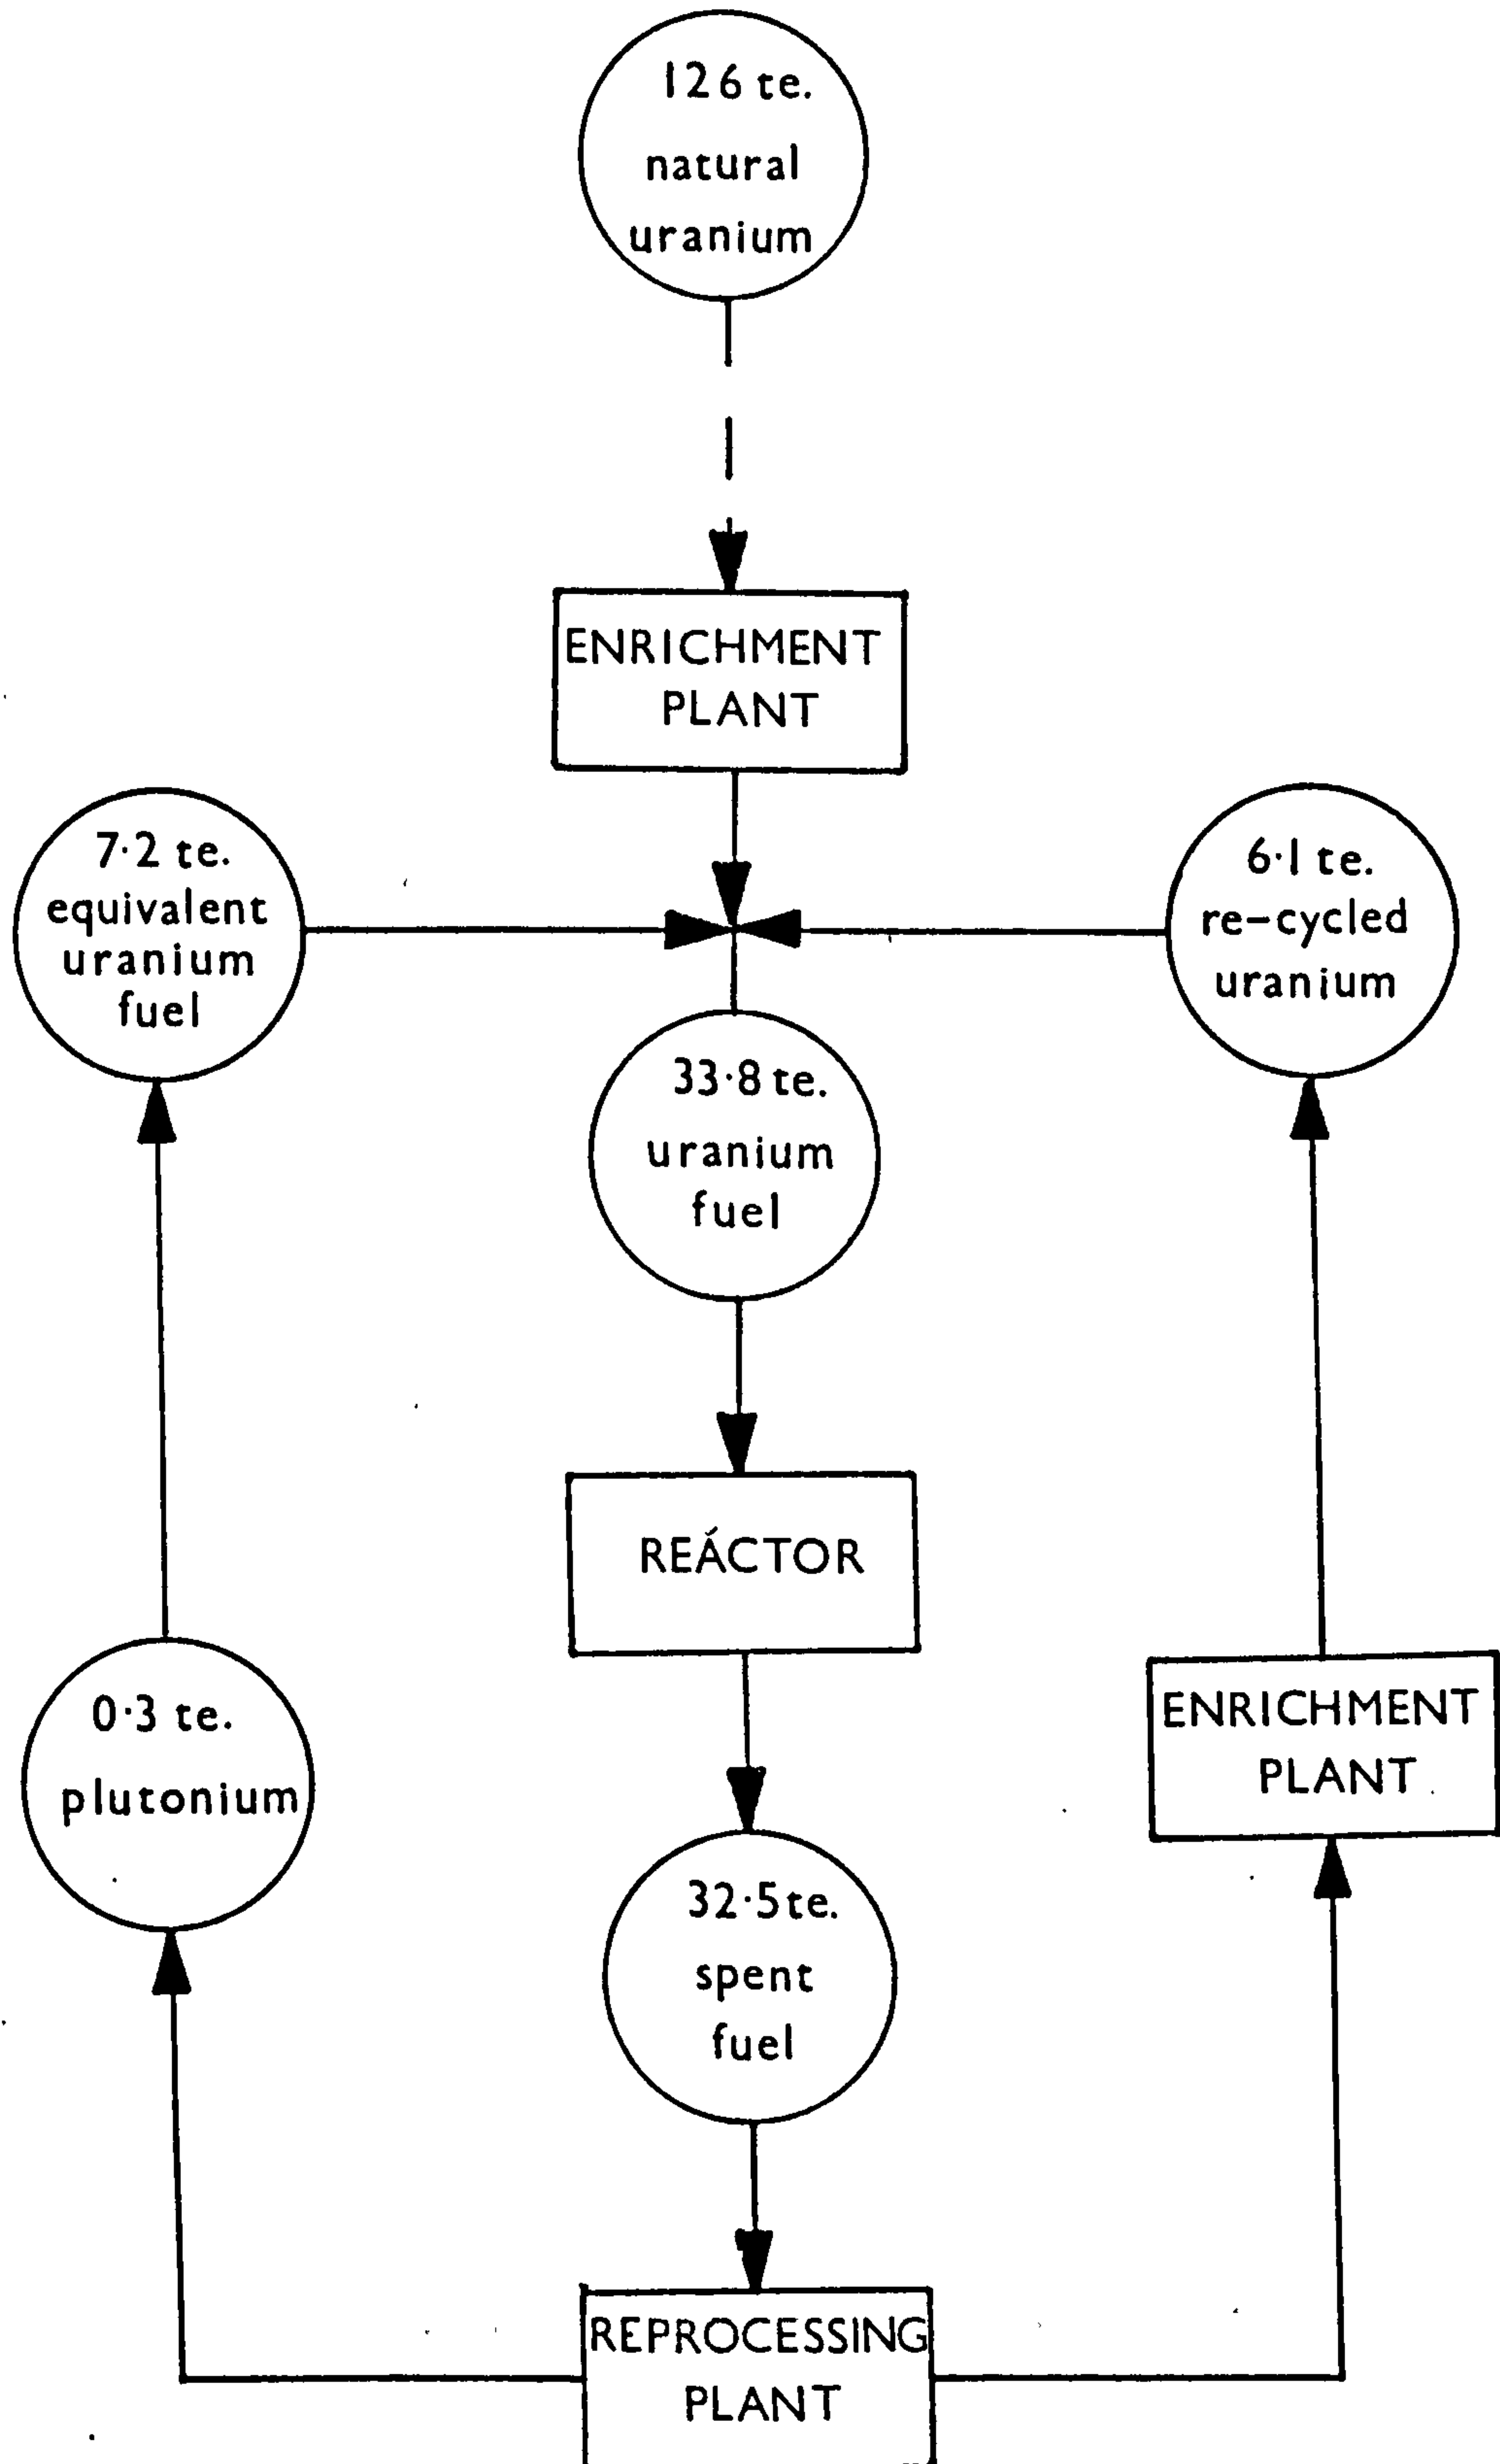 126 te.
natural
uranium
ENRICHMENT
PLANT
7·2 te.
equivalent
uranium
fuel
6·1 te.
re-cycled
uranium
33·8 te.
uranium
fuel
REACTOR
0·3 te.
plutonium
ENRICHMENT
PLANT
32·5 te.
spent
fuel
REPROCESSING
PLANT